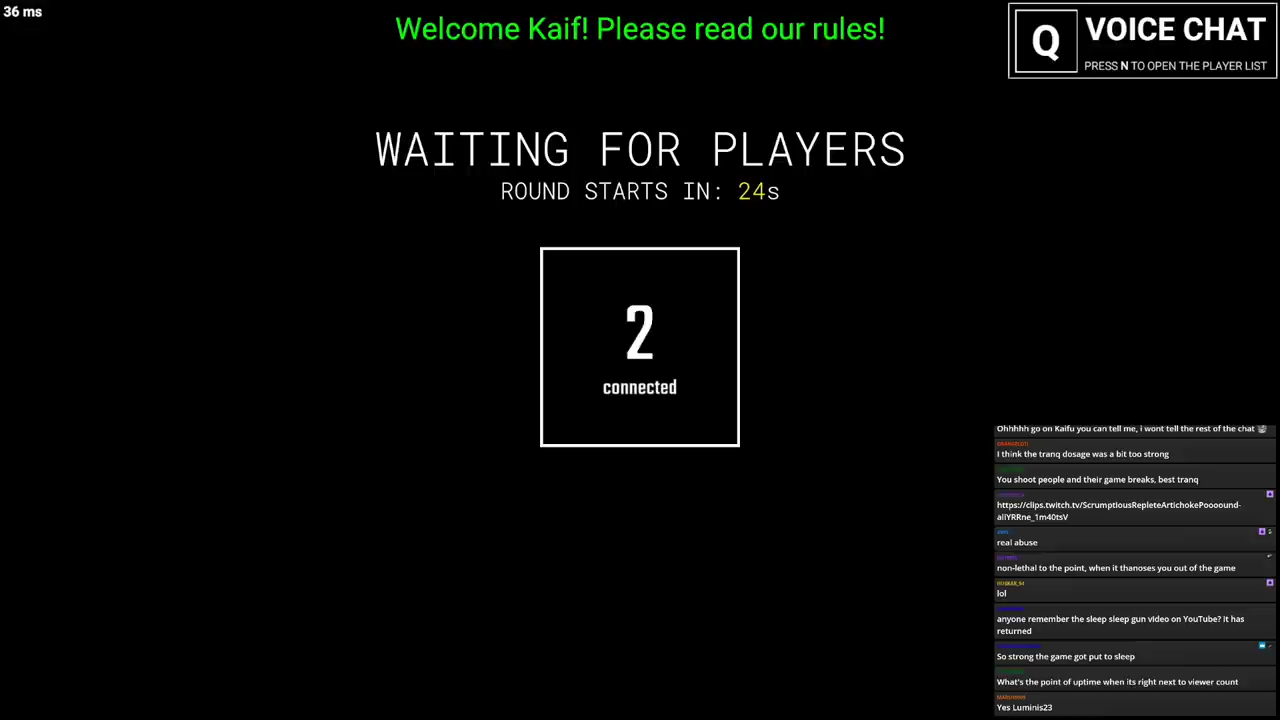 36 ms
Welcome Kaif! Please read our rules!
Q
VOICE CHAT
PRESS N TO OPEN THE PLAYER LIST
WAITING FOR PLAYERS
ROUND STARTS IN: 24s
2
connected
Ohhhhh go on Kaifu you can tell me, i wont tell the rest of the chat
I think the tranq dosage was a bit too strong
You shoot people and their game breaks, best tranq
https://clips.twitch.tv/ScrumptiousRepleteArtichokePoooound-
aiIYRRne_1m40tsV
real abuse
non-lethal to the point, when it thanoses you out of the game
lol
anyone remember the sleep sleep gun video on YouTube? It has
returned
So strong the game got put to sleep
What's the point of uptime when its right next to viewer count
Yes Luminis23